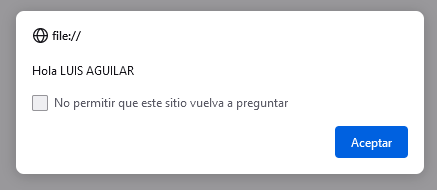 file://
Hola LUIS AGUILAR
No permitir que este sitio vuelva a preguntar
Aceptar